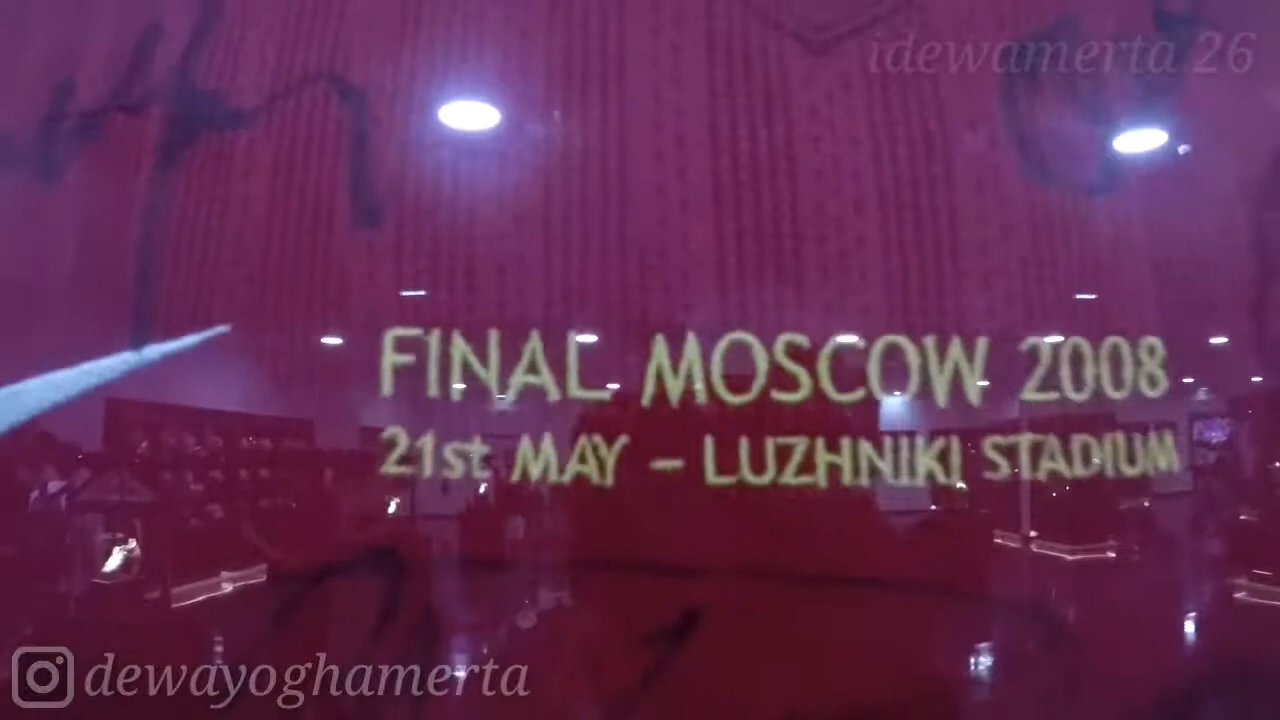 idewamerta 26
FINAL MOSCOW 2008
21st MAY – LUZHNIKI STADIUM
dewayoghamerta